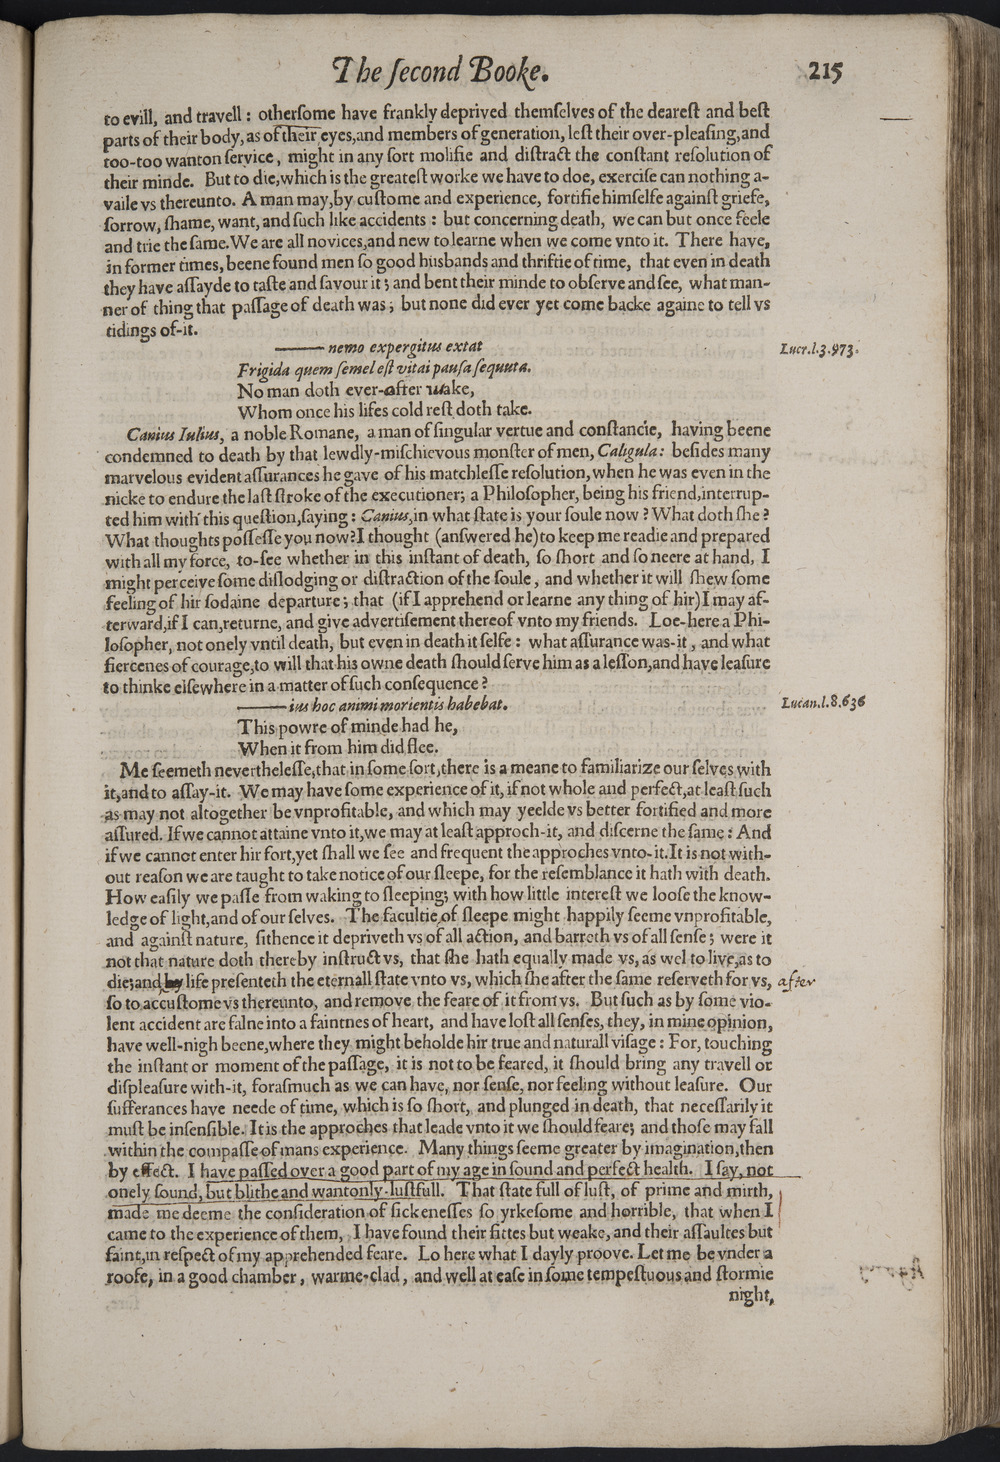 The ſecond Booke. 215
to evill, and travell : otherſome have frankly deprived themſelves of the deareſt and beſt
parts of their body, as of their eyes,and members of generation, leſt their over-pleaſing,and
too-too wanton ſervice, might in any ſort molifie and diſtract the conſtant reſolution of
their minde. But to die,which is the greateſt worke we have to doe, exerciſe can nothing a-
vaile vs thereunto. A man may,by cuſtome and experience, fortifie himſelfe againſt griefe,
ſorrow, ſhame, want, and ſuch like accidents : but concerning death, we can but once feele
and trie the ſame.We are all novices,and new to learne when we come vnto it. There have,
in former times, beene found men ſo good husbands and thriftie of time, that even in death
they have aſſayde to taſte and ſavour it ; and bent their minde to obſerve and ſee, what man-
ner of thing that paſſage of death was ; but none did ever yet come backe againe to tell vs
tidings of-it.
——— nemo expergitus extat
Lucr.l.3.973.
Frigida quem ſemel eſt vitai pauſa ſequuta.
No man doth ever-after wake,
Whom once his lifes cold reſt doth take.
Canius Iulius, a noble Romane, a man of ſingular vertue and conſtancie, having beene
condemned to death by that lewdly-miſchievous monſter of men, Caligula : beſides many
marvelous evident aſſurances he gave of his matchleſſe reſolution, when he was even in the
nicke to endure the laſt ſtroke of the executioner; a Philoſopher, being his friend,interrup-
ted him with this queſtion,ſaying : Canius,in what ſtate is your ſoule now ? What doth ſhe ?
What thoughts poſſeſſe you now?I thought (anſwered he) to keep me readie and prepared
with all my force, to-ſee whether in this inſtant of death, ſo ſhort and ſo neere at hand, I
might perceive ſome diſlodging or diſtraction of the ſoule, and whether it will ſhew ſome
feeling of hir ſodaine departure ; that (if I apprehend or learne any thing of hir) I may af-
terward,if I can,returne, and give advertiſement thereof vnto my friends. Loe-here a Phi-
loſopher, not onely vntil death, but even in death it ſelfe : what aſſurance was-it , and what
fiercenes of courage,to will that his owne death ſhould ſerve him as a leſſon,and have leaſure
to thinke elſewhere in a matter of ſuch conſequence ?
——— ius hoc animi morientis habebat.
Lucan.l.8.636
This powre of minde had he,
When it from him did flee.
Me ſeemeth nevertheleſſe,that in ſome ſort,there is a meane to familiarize our ſelves with
it,and to aſſay-it. We may have ſome experience of it, if not whole and perfect,at leaſt ſuch
as may not altogether be vnprofitable, and which may yeelde vs better fortified and more
aſſured. If we cannot attaine vnto it,we may at leaſt approch-it, and diſcerne the ſame : And
if we cannot enter hir fort,yet ſhall we ſee and frequent the approches vnto-it.It is not with-
out reaſon we are taught to take notice of our ſleepe, for the reſemblance it hath with death.
How eaſily we paſſe from waking to ſleeping; with how little intereſt we looſe the know-
ledge of light,and of our ſelves. The facultie of ſleepe might happily ſeeme vnprofitable,
and againſt nature, ſithence it depriveth vs of all action, and barreth vs of all ſenſe ; were it
not that nature doth thereby inſtruct vs, that ſhe hath equally made vs, as wel to live,as to
die;and by life preſenteth the eternall ſtate vnto vs, which ſhe after the ſame reſerveth for vs, after
ſo to accuſtome vs thereunto, and remove the feare of it from vs. But ſuch as by ſome vio-
lent accident are falne into a faintnes of heart, and have loſt all ſenſes, they, in mine opinion,
have well-nigh beene,where they might beholde hir true and naturall viſage : For, touching
the inſtant or moment of the paſſage, it is not to be feared, it ſhould bring any travell or
diſpleaſure with-it, foraſmuch as we can have, nor ſenſe, nor feeling without leaſure. Our
ſufferances have neede of time, which is ſo ſhort, and plunged in death, that neceſſarily it
muſt be inſenſible. It is the approches that leade vnto it we ſhould feare; and thoſe may fall
within the compaſſe of mans experience. Many things ſeeme greater by imagination,then
by effect. I have paſſed over a good part of my age in ſound and perfect health. I ſay, not
onely ſound, but blithe and wantonly-luſtfull. That ſtate full of luſt, of prime and mirth,
made me deeme the conſideration of ſickeneſſes ſo yrkeſome and horrible, that when I
came to the experience of them, I have found their fittes but weake, and their aſſaultes but
faint,in reſpect of my apprehended feare. Lo here what I dayly proove. Let me be vnder a
roofe, in a good chamber, warme-clad, and well at eaſe in ſome tempeſtuous and ſtormie
night,